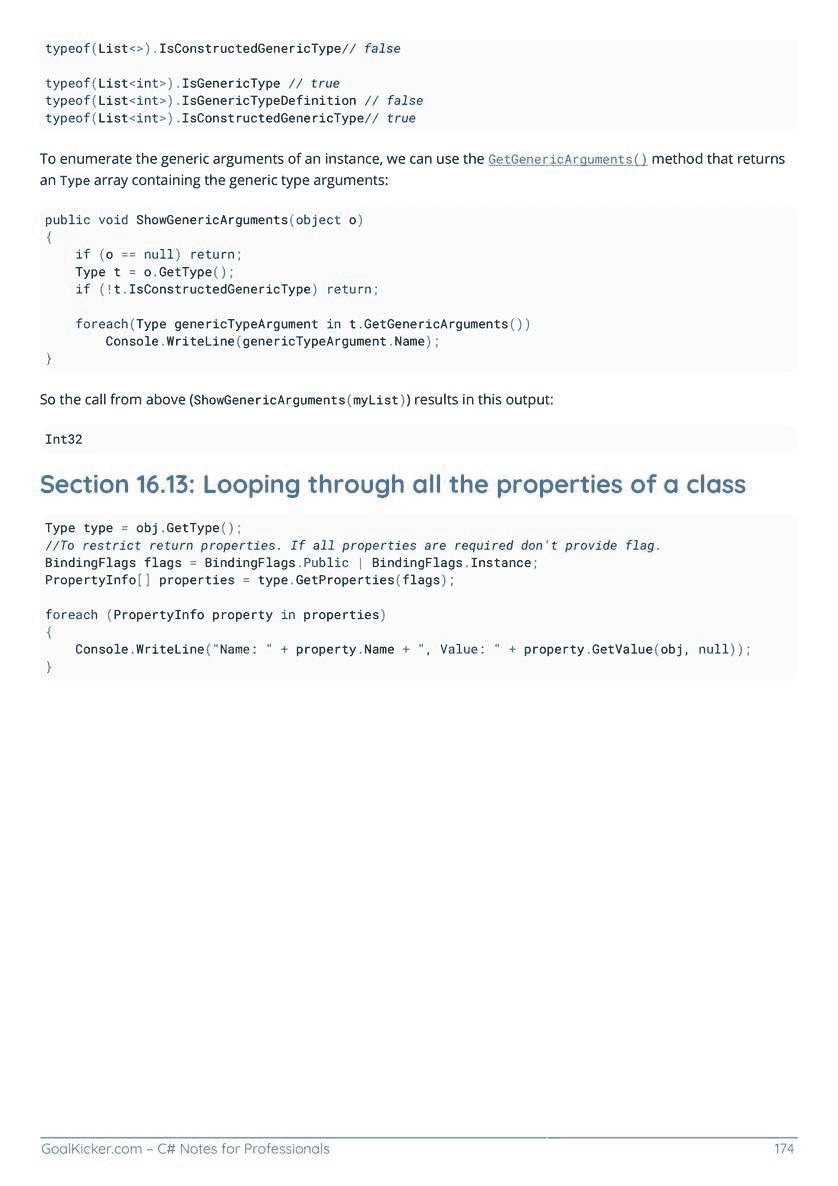 typeof(List<>).IsConstructedGenericType// false
typeof(List<int>).IsGenericType // true
typeof(List<int>).IsGenericTypeDefinition // false
typeof(List<int>).IsConstructedGenericType// true
To enumerate the generic arguments of an instance, we can use the GetGenericArguments() method that returns
an Type array containing the generic type arguments:
public void ShowGenericArguments(object o)
{
    if (o == null) return;
    Type t = o.GetType();
    if (!t.IsConstructedGenericType) return;
    foreach(Type genericTypeArgument in t.GetGenericArguments())
        Console.WriteLine(genericTypeArgument.Name);
}
So the call from above (ShowGenericArguments(myList)) results in this output:
Int32
Section 16.13: Looping through all the properties of a class
Type type = obj.GetType();
//To restrict return properties. If all properties are required don't provide flag.
BindingFlags flags = BindingFlags.Public | BindingFlags.Instance;
PropertyInfo[] properties = type.GetProperties(flags);
foreach (PropertyInfo property in properties)
{
    Console.WriteLine("Name: " + property.Name + ", Value: " + property.GetValue(obj, null));
}
GoalKicker.com – C# Notes for Professionals 174